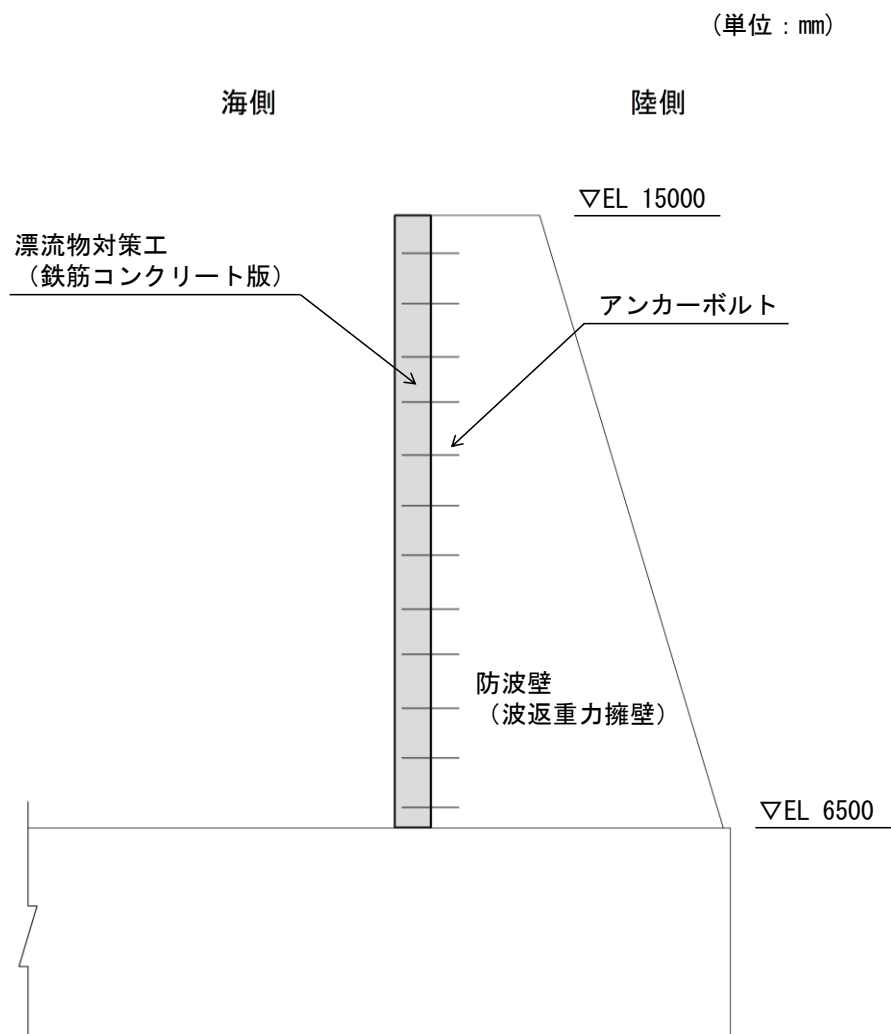 (単位：mm)
海側
陸側
▽EL 15000
漂流物対策工
（鉄筋コンクリート版）
アンカーボルト
防波壁
（波返重力擁壁）
▽EL 6500